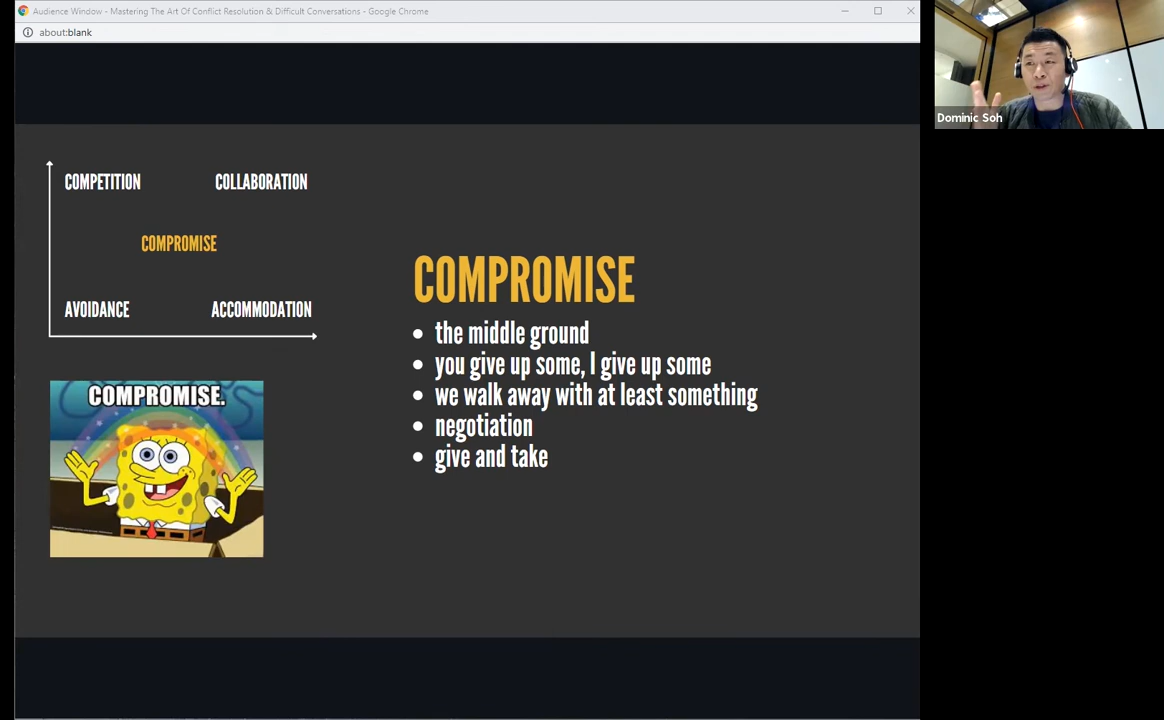 Audience Window - Mastering The Art Of Conflict Resolution & Difficult Conversations - Google Chrome
about:blank
COMPETITION
COLLABORATION
COMPROMISE
AVOIDANCE
ACCOMMODATION
COMPROMISE.
COMPROMISE
• the middle ground
• you give up some, I give up some
• we walk away with at least something
• negotiation
• give and take
Dominic Soh